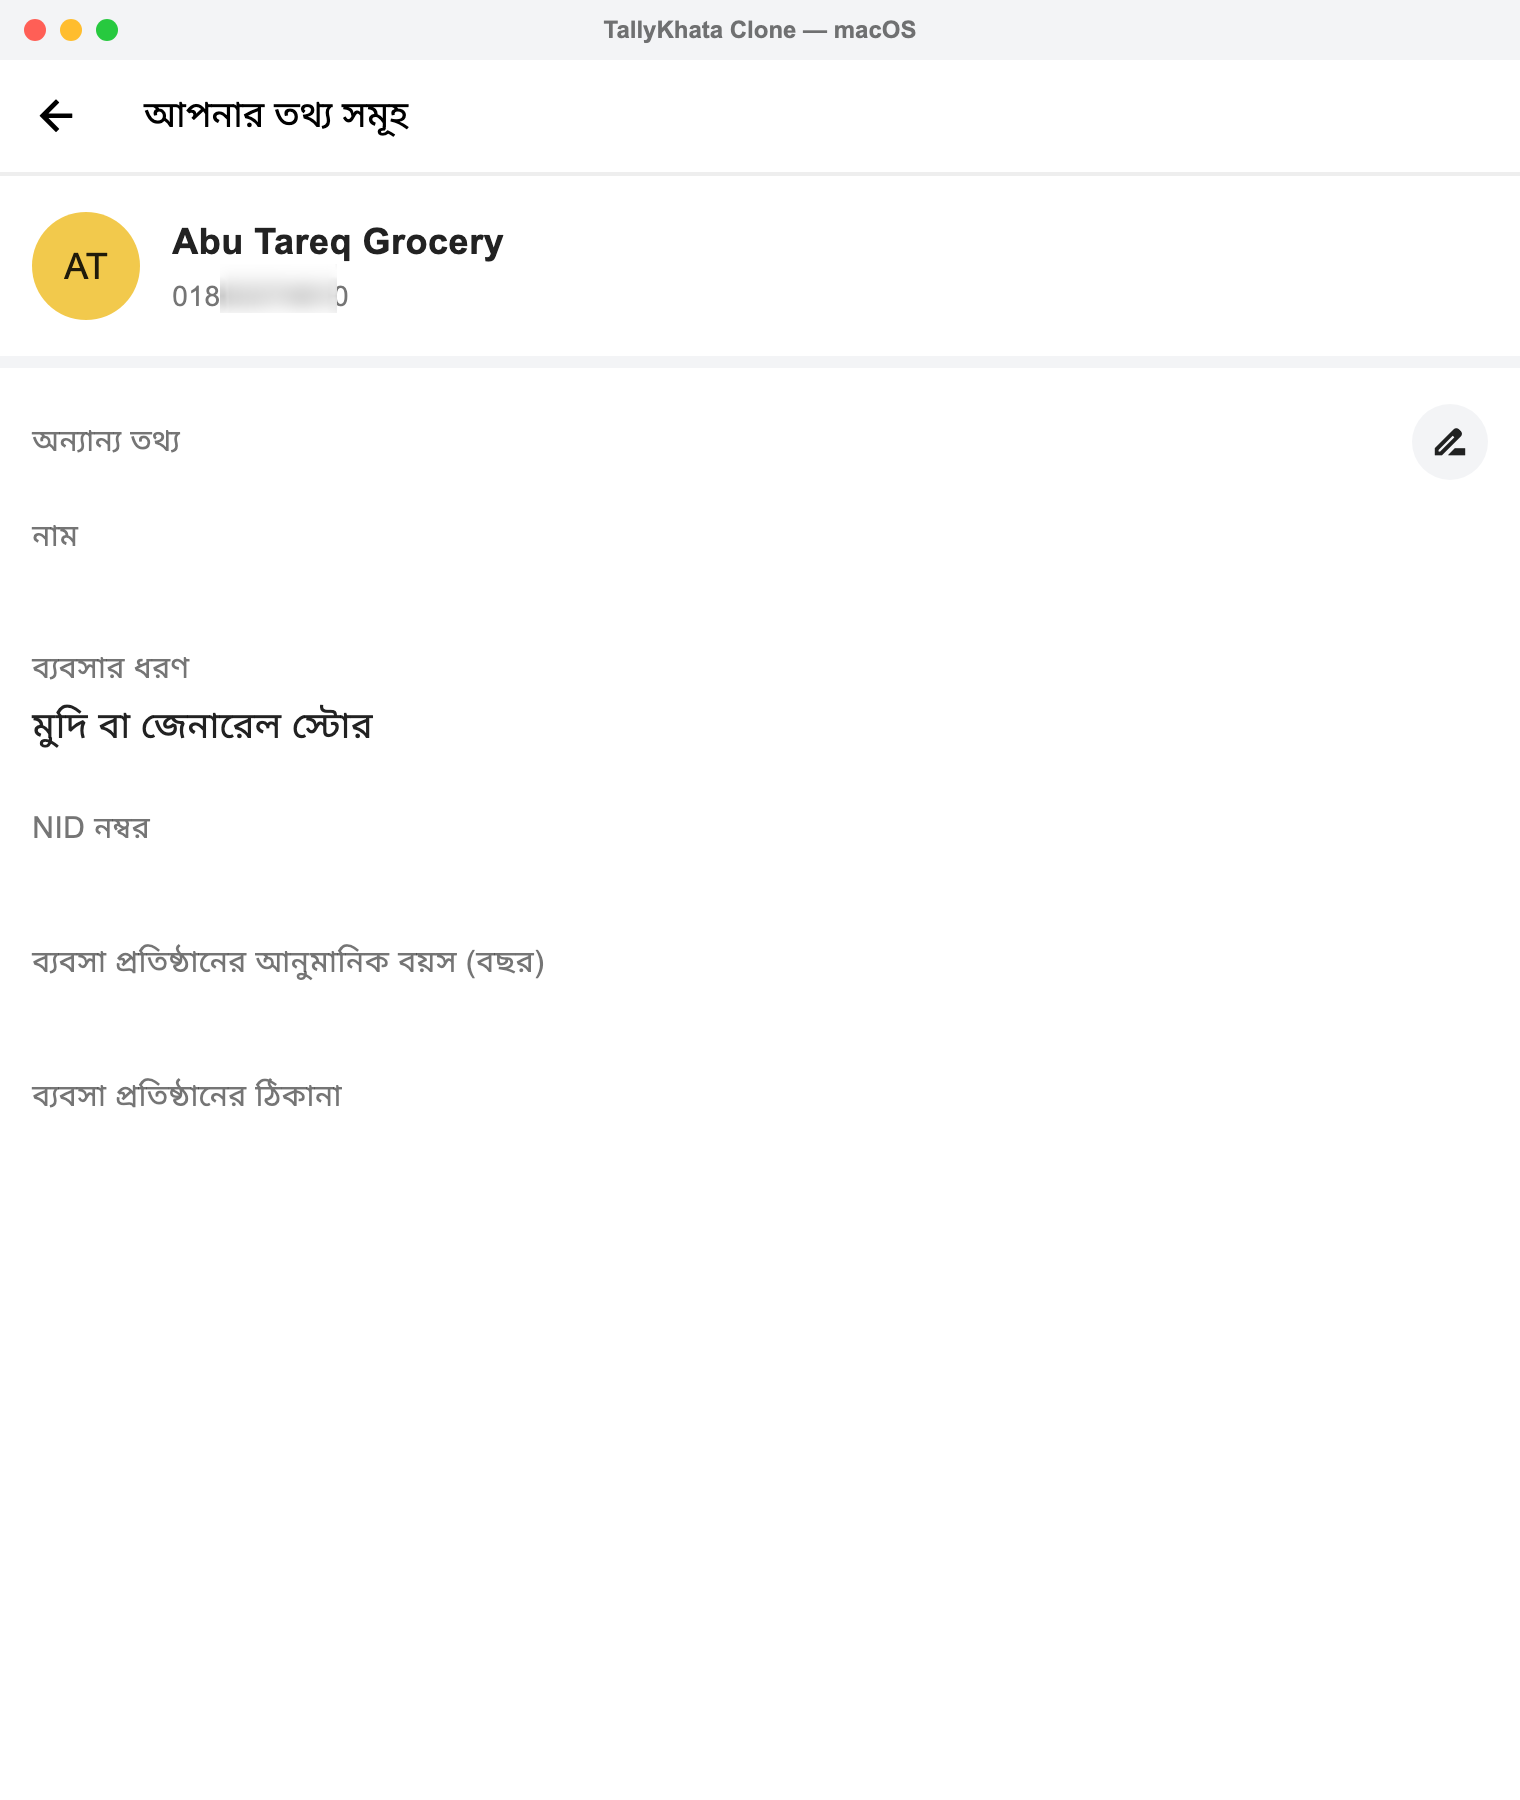 TallyKhata Clone — macOS
আপনার তথ্য সমূহ
AT
Abu Tareq Grocery
অন্যান্য তথ্য
নাম
ব্যবসার ধরণ
মুদি বা জেনারেল স্টোর
NID নম্বর
ব্যবসা প্রতিষ্ঠানের আনুমানিক বয়স (বছর)
ব্যবসা প্রতিষ্ঠানের ঠিকানা